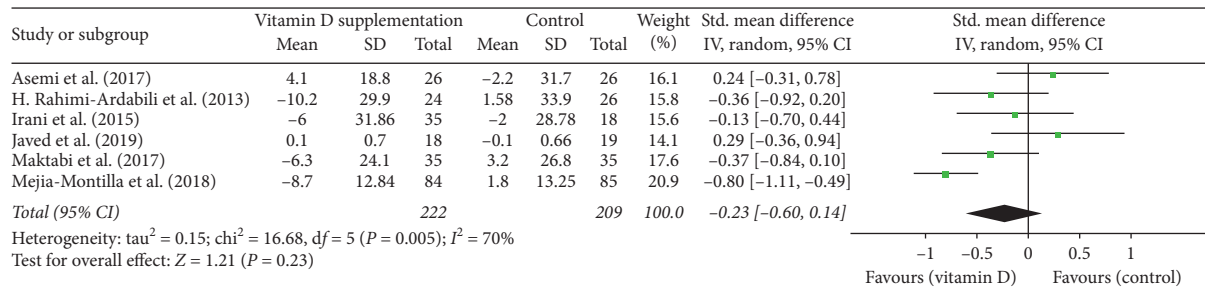 Study or subgroup Vitamin D supplementation Control Weight Std. mean difference Std. mean difference
Mean SD Total Mean SD Total (%) IV, random, 95% CI IV, random, 95% CI
Asemi et al. (2017) 4.1 18.8 26 −2.2 31.7 26 16.1 0.24 [−0.31, 0.78]
H. Rahimi-Ardabili et al. (2013) −10.2 29.9 24 1.58 33.9 26 15.8 −0.36 [−0.92, 0.20]
Irani et al. (2015) −6 31.86 35 −2 28.78 18 15.6 −0.13 [−0.70, 0.44]
Javed et al. (2019) 0.1 0.7 18 −0.1 0.66 19 14.1 0.29 [−0.36, 0.94]
Maktabi et al. (2017) −6.3 24.1 35 3.2 26.8 35 17.6 −0.37 [−0.84, 0.10]
Mejia-Montilla et al. (2018) −8.7 12.84 84 1.8 13.25 85 20.9 −0.80 [−1.11, −0.49]
Total (95% CI) 222 209 100.0 −0.23 [−0.60, 0.14]
Heterogeneity: tau² = 0.15; chi² = 16.68, df = 5 (P = 0.005); I² = 70%
Test for overall effect: Z = 1.21 (P = 0.23)
−1 −0.5 0 0.5 1
Favours (vitamin D) Favours (control)